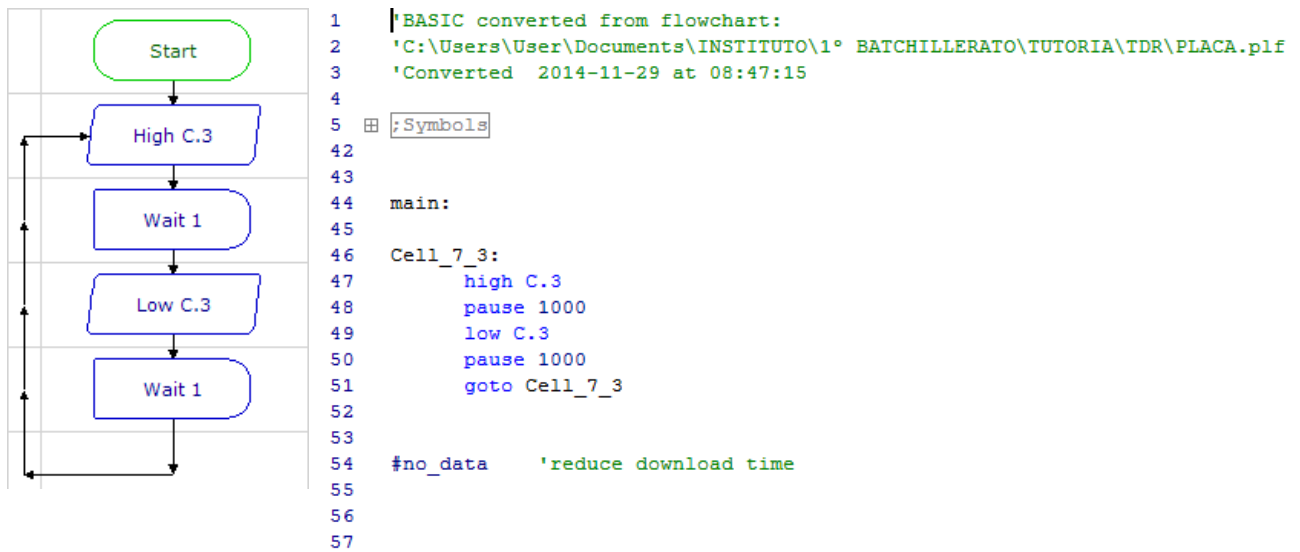 Start
High C.3
Wait 1
Low C.3
Wait 1
1 'BASIC converted from flowchart:
2 'C:\Users\User\Documents\INSTITUTO\1º BATCHILLERATO\TUTORIA\TDR\PLACA.plf
3 'Converted 2014-11-29 at 08:47:15
4
5 ;Symbols
42
43
44 main:
45
46 Cell_7_3:
47 high C.3
48 pause 1000
49 low C.3
50 pause 1000
51 goto Cell_7_3
52
53
54 #no_data 'reduce download time
55
56
57